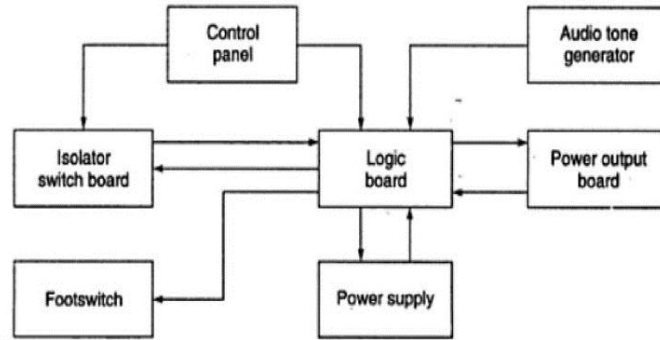 Control
panel
Audio tone
generator
Isolator
switch board
Logic
board
Power output
board
Footswitch
Power supply